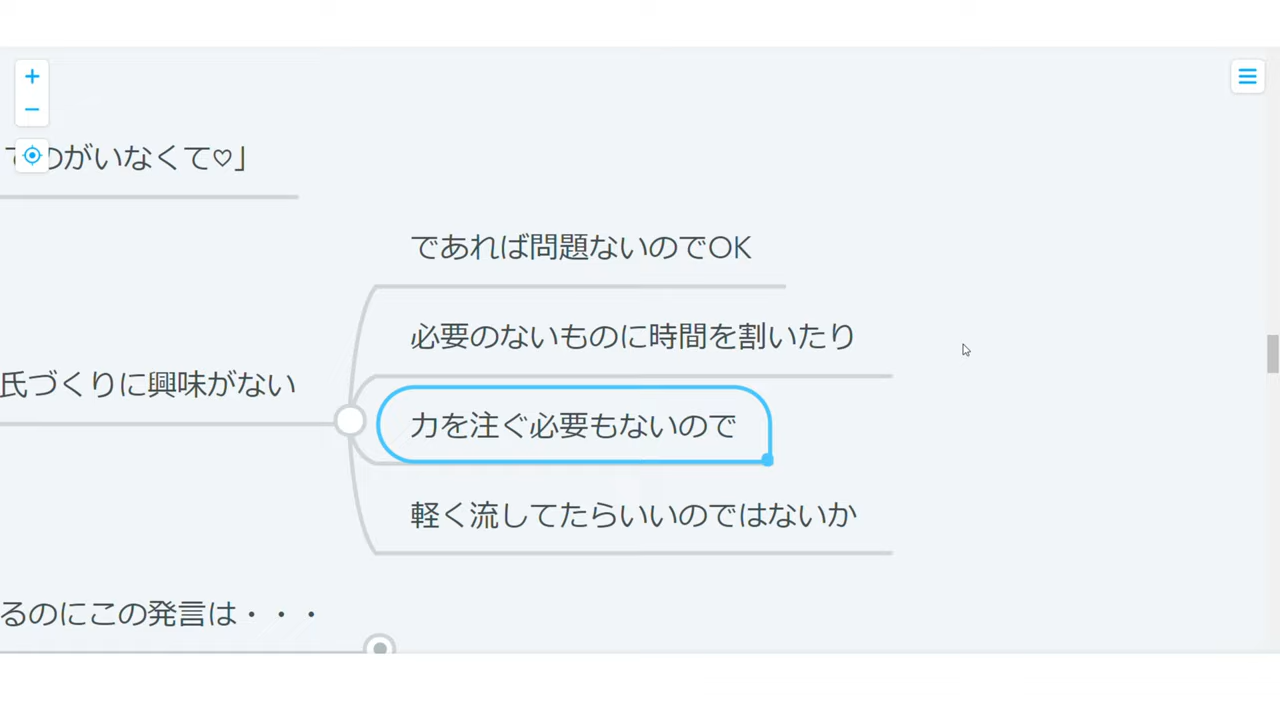 のがいなくて♡」
であれば問題ないのでOK
必要のないものに時間を割いたり
氏づくりに興味がない
力を注ぐ必要もないので
軽く流してたらいいのではないか
るのにこの発言は・・・